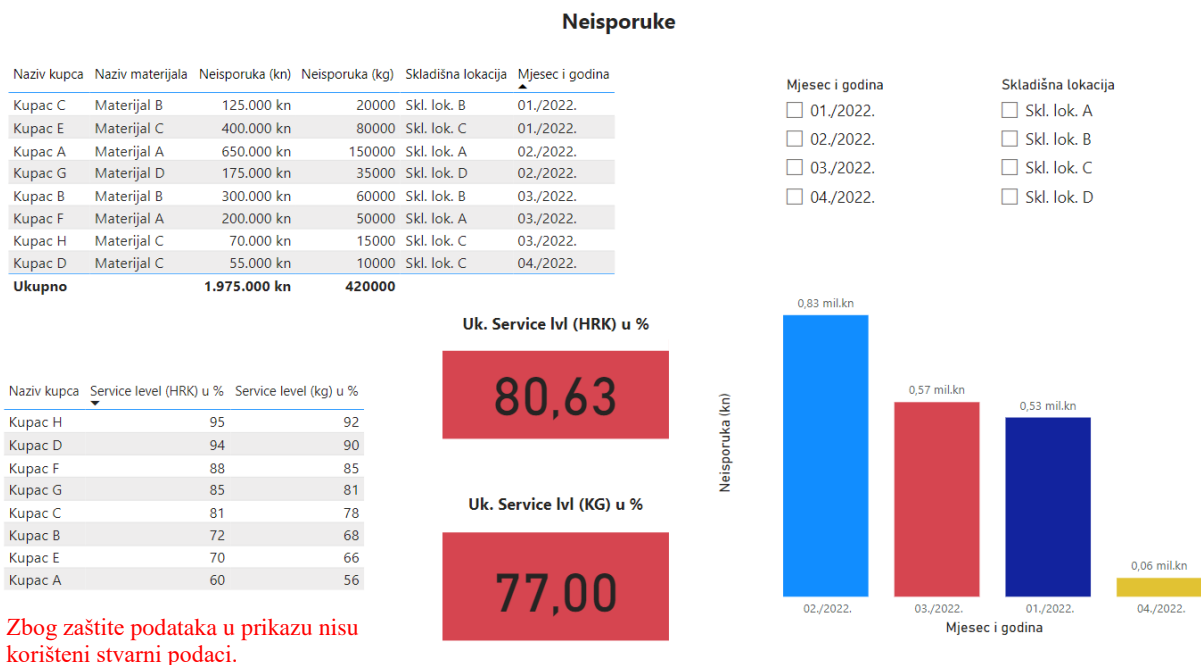 Neisporuke
Naziv kupca Naziv materijala Neisporuka (kn) Neisporuka (kg) Skladišna lokacija Mjesec i godina
Kupac C Materijal B 125.000 kn 20000 Skl. lok. B 01./2022.
Kupac E Materijal C 400.000 kn 80000 Skl. lok. C 01./2022.
Kupac A Materijal A 650.000 kn 150000 Skl. lok. A 02./2022.
Kupac G Materijal D 175.000 kn 35000 Skl. lok. D 02./2022.
Kupac B Materijal B 300.000 kn 60000 Skl. lok. B 03./2022.
Kupac F Materijal A 200.000 kn 50000 Skl. lok. A 03./2022.
Kupac H Materijal C 70.000 kn 15000 Skl. lok. C 03./2022.
Kupac D Materijal C 55.000 kn 10000 Skl. lok. C 04./2022.
Ukupno 1.975.000 kn 420000
Mjesec i godina
01./2022.
02./2022.
03./2022.
04./2022.
Skladišna lokacija
Skl. lok. A
Skl. lok. B
Skl. lok. C
Skl. lok. D
Naziv kupca Service level (HRK) u % Service level (kg) u %
Kupac H 95 92
Kupac D 94 90
Kupac F 88 85
Kupac G 85 81
Kupac C 81 78
Kupac B 72 68
Kupac E 70 66
Kupac A 60 56
Uk. Service lvl (HRK) u %
80,63
Uk. Service lvl (KG) u %
77,00
Neisporuka (kn)
0,83 mil.kn
0,57 mil.kn
0,53 mil.kn
0,06 mil.kn
02./2022. 03./2022. 01./2022. 04./2022.
Mjesec i godina
Zbog zaštite podataka u prikazu nisu
korišteni stvarni podaci.